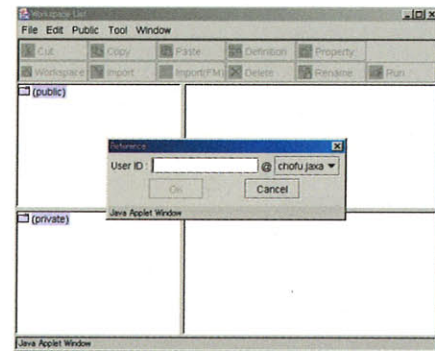 Workspace List
File Edit Public Tool Window
Cut Copy Paste Definition Property
Workspace Import Import(FM) Delete Rename Run
(public)
Reference
User ID : @ chofu.jaxa
On Cancel
Java Applet Window
(private)
Java Applet Window